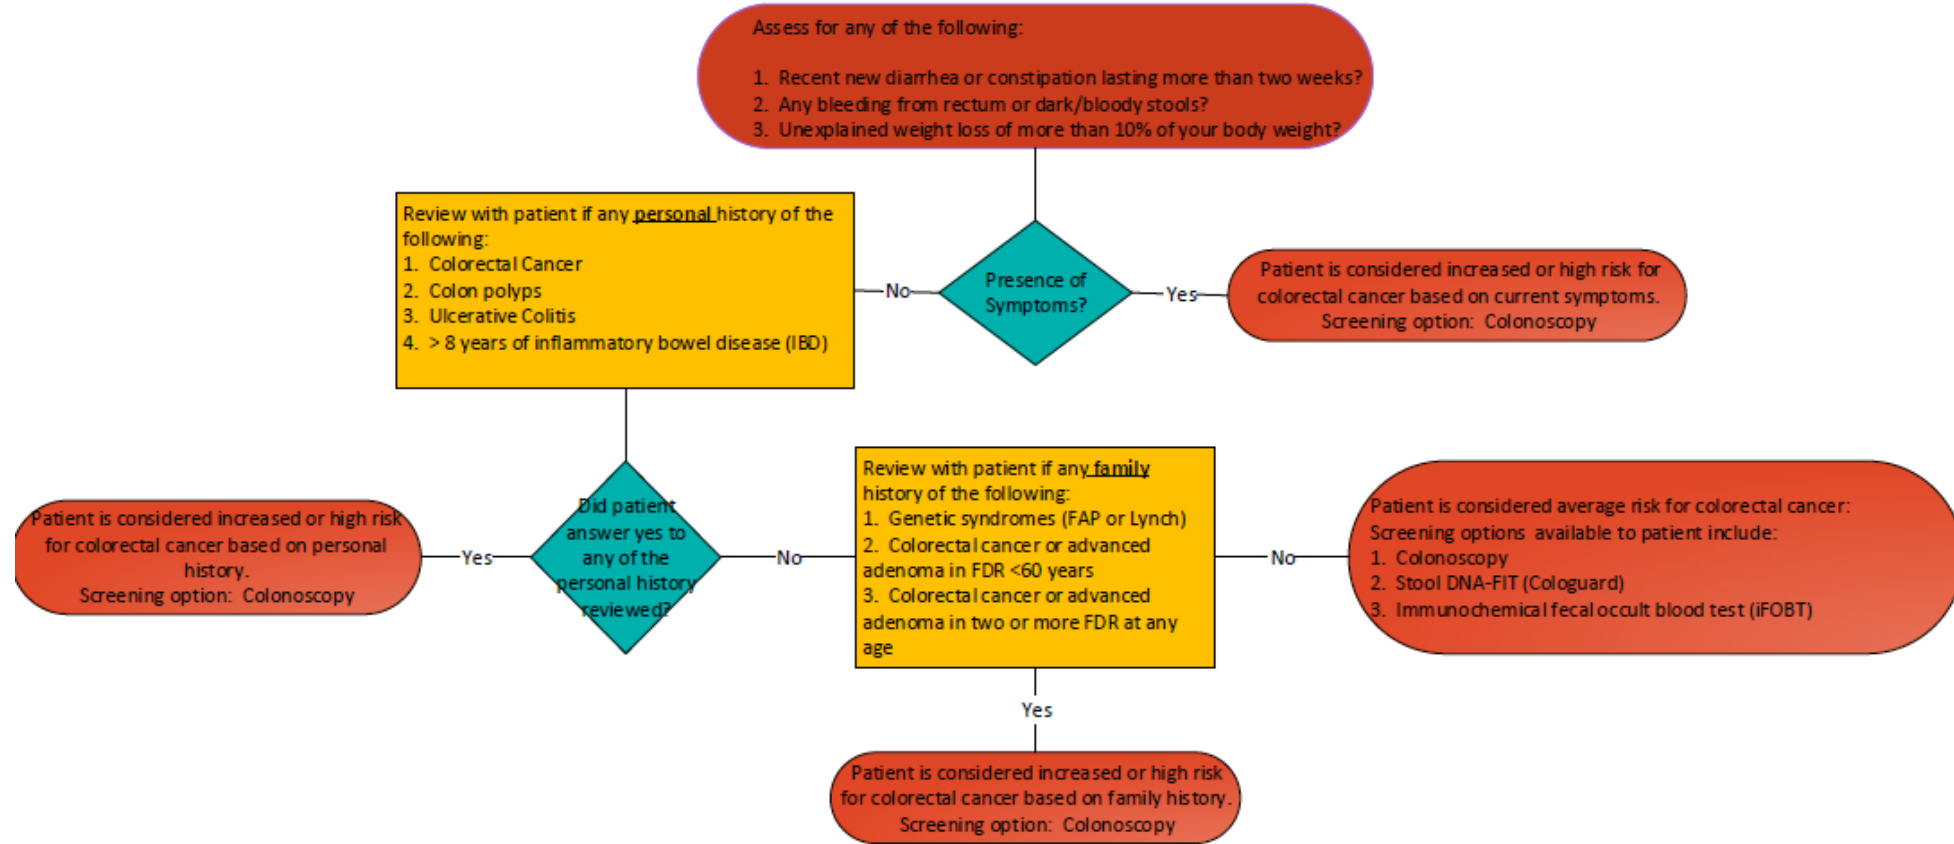 Assess for any of the following:
1. Recent new diarrhea or constipation lasting more than two weeks?
2. Any bleeding from rectum or dark/bloody stools?
3. Unexplained weight loss of more than 10% of your body weight?
Review with patient if any personal history of the
following:
1. Colorectal Cancer
2. Colon polyps
3. Ulcerative Colitis
4. > 8 years of inflammatory bowel disease (IBD)
No
Presence of
Symptoms?
Yes
Patient is considered increased or high risk for
colorectal cancer based on current symptoms.
Screening option: Colonoscopy
Patient is considered increased or high risk
for colorectal cancer based on personal
history.
Screening option: Colonoscopy
Yes
Did patient
answer yes to
any of the
personal history
reviewed?
No
Review with patient if any family
history of the following:
1. Genetic syndromes (FAP or Lynch)
2. Colorectal cancer or advanced
adenoma in FDR <60 years
3. Colorectal cancer or advanced
adenoma in two or more FDR at any
age
No
Patient is considered average risk for colorectal cancer:
Screening options available to patient include:
1. Colonoscopy
2. Stool DNA-FIT (Cologuard)
3. Immunochemical fecal occult blood test (iFOBT)
Yes
Patient is considered increased or high risk
for colorectal cancer based on family history.
Screening option: Colonoscopy